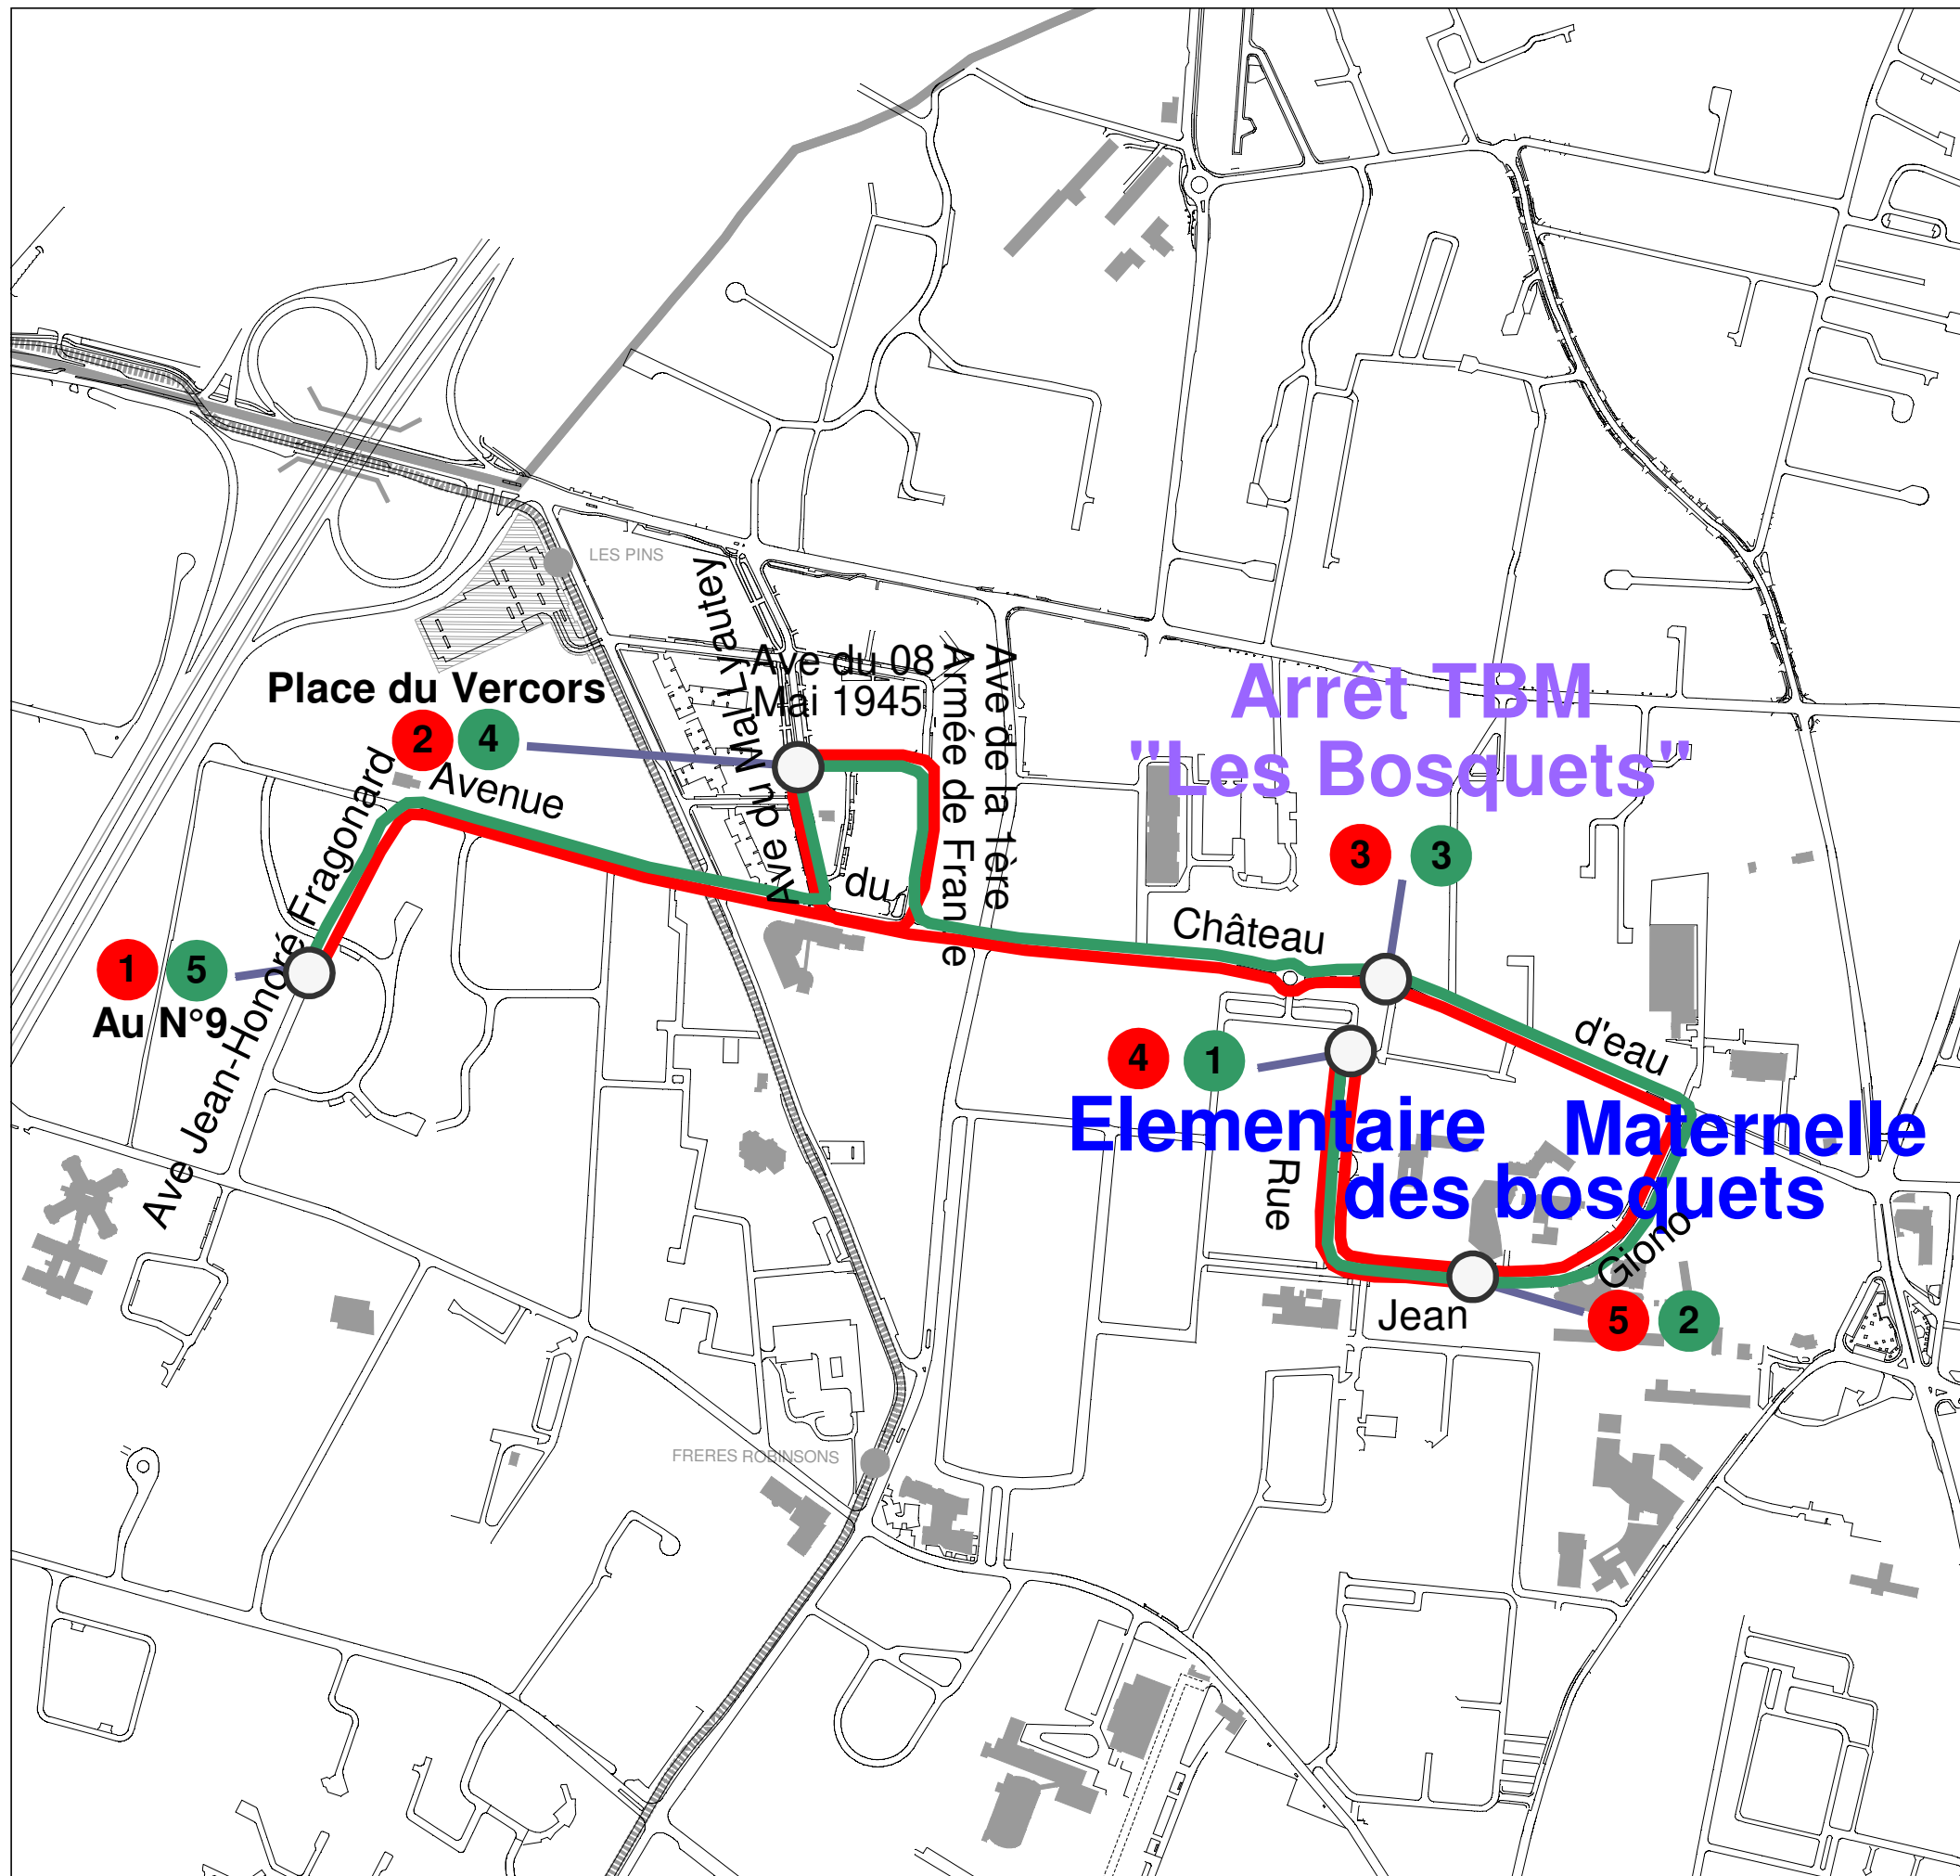 LES PINS
Ave du Mal Lyautey
Ave du 08
Mai 1945
Ave de la 1ère
Armée de France
Arrêt TBM
"Les Bosquets"
Place du Vercors
2 4
Avenue
du
Château
d'eau
3 3
Ave Jean-Honoré Fragonard
1 5
Au N°9
4 1
Elementaire
Maternelle
des bosquets
Rue
Jean
Giono
5 2
FRERES ROBINSONS